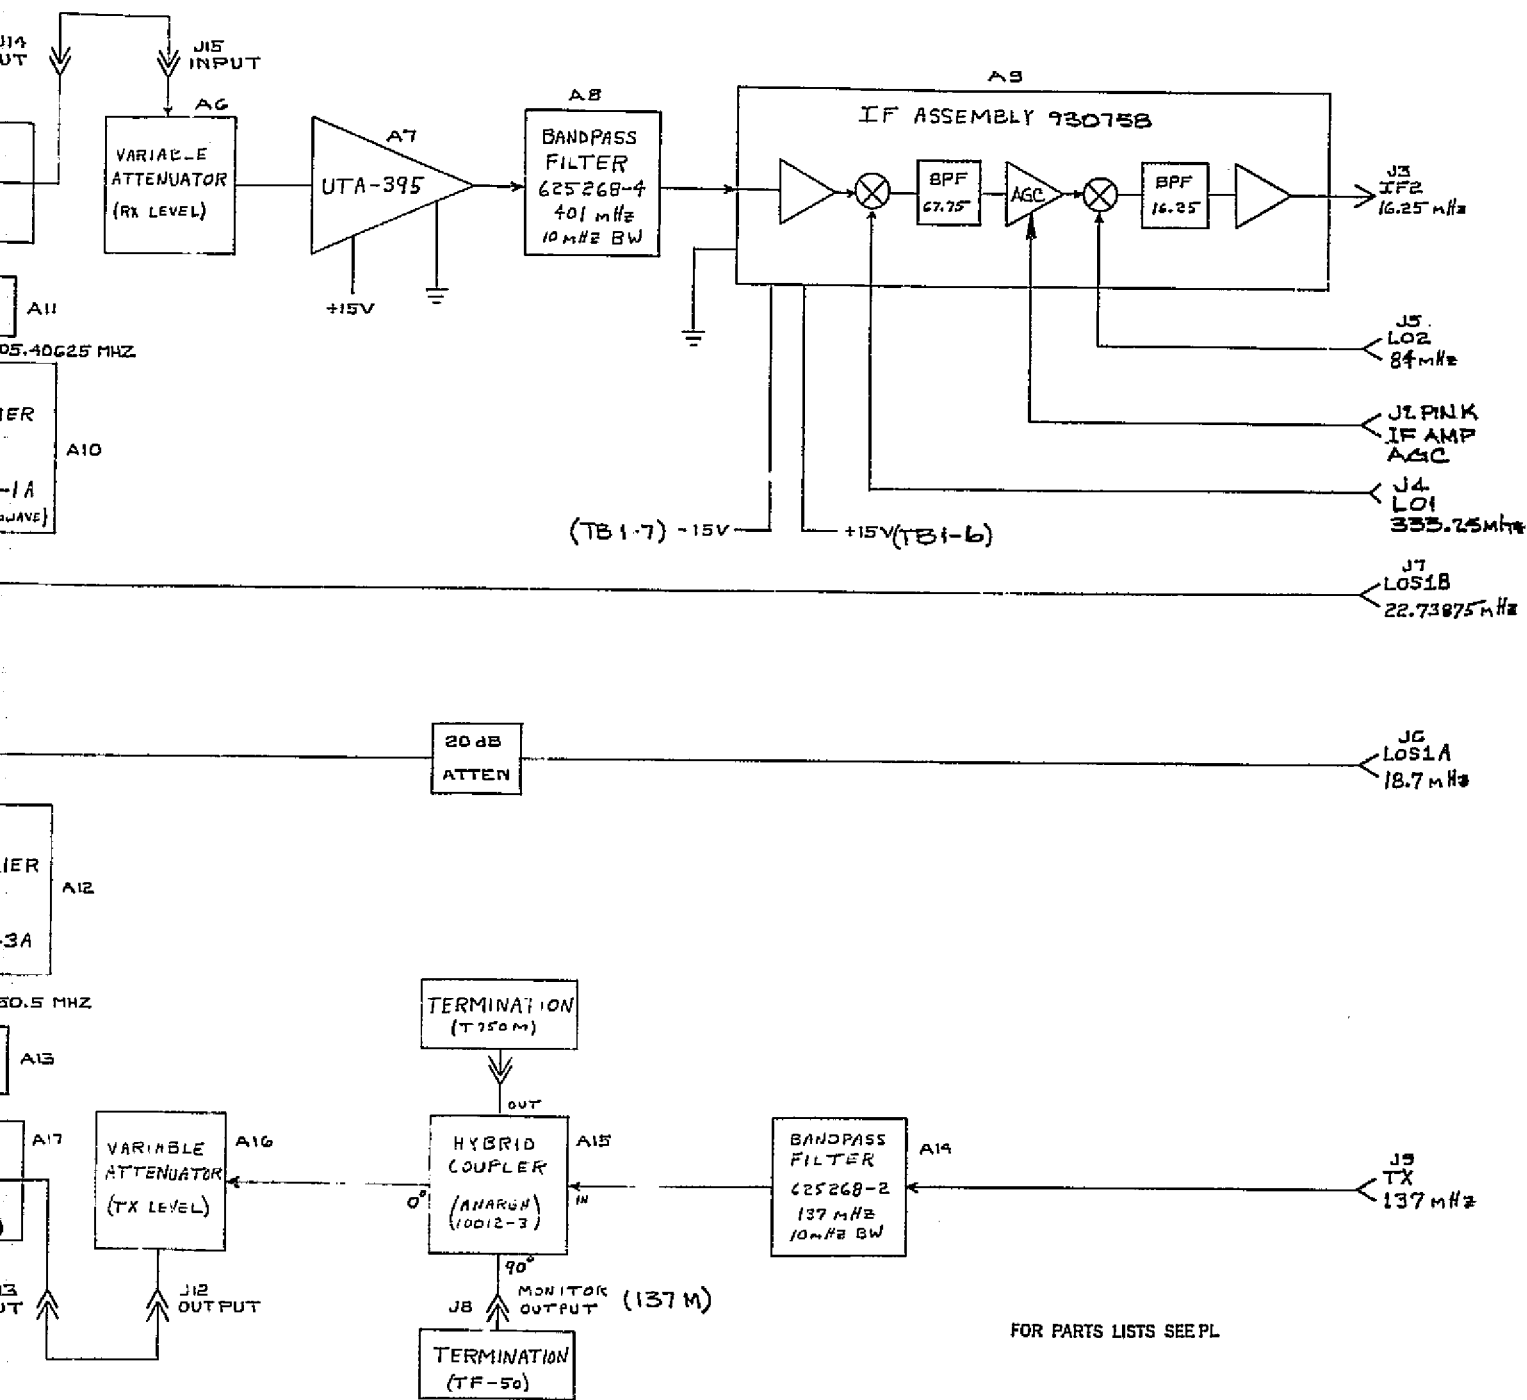 J14
UT
J15
INPUT
A6
VARIABLE
ATTENUATOR
(RX LEVEL)
A7
UTA-395
+15V
A8
BANDPASS
FILTER
625268-4
401 mHz
10 mHz BW
A9
IF ASSEMBLY 930758
BPF
67.75
AGC
BPF
16.25
J3
IF2
16.25 mHz
J5
LO2
84 mHz
J2 PIN K
IF AMP
AGC
J4
LO1
333.25 MHz
(TB1-7) -15V
+15V (TB1-6)
A11
05.40625 MHZ
IER
A10
-1A
OWAVE)
J7
LOS1B
22.73875 mHz
20 dB
ATTEN
J6
LOS1A
18.7 mHz
IER
A12
-3A
50.5 MHZ
A13
TERMINATION
(T750M)
OUT
A17
VARIABLE
ATTENUATOR
(TX LEVEL)
A16
0°
HYBRID
COUPLER
(ANAREN
10012-3)
A15
IN
90°
BANDPASS
FILTER
625268-2
137 mHz
10 mHz BW
A14
J9
TX
137 mHz
13
UT
J12
OUTPUT
J8
MONITOR
OUTPUT (137 M)
TERMINATION
(TF-50)
FOR PARTS LISTS SEE PL